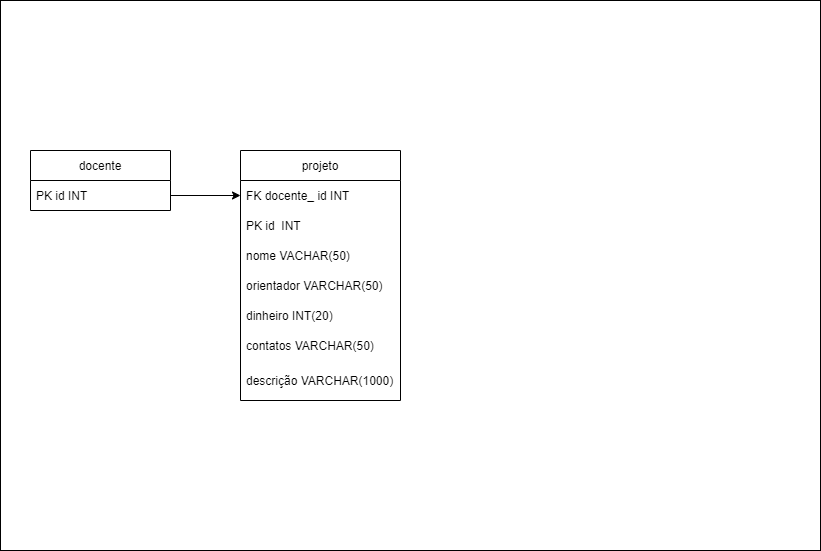 docente
PK id INT
projeto
FK docente_ id INT
PK id  INT
nome VACHAR(50)
orientador VARCHAR(50)
dinheiro INT(20)
contatos VARCHAR(50)
descrição VARCHAR(1000)